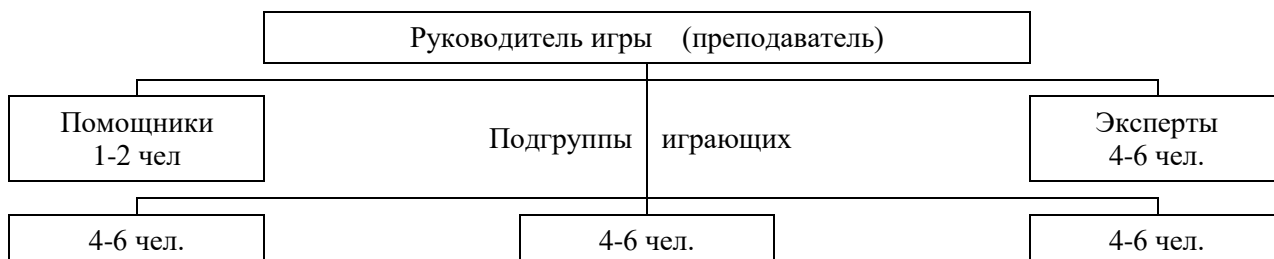 Руководитель игры (преподаватель)
Помощники
1-2 чел
Подгруппы играющих
Эксперты
4-6 чел.
4-6 чел.
4-6 чел.
4-6 чел.